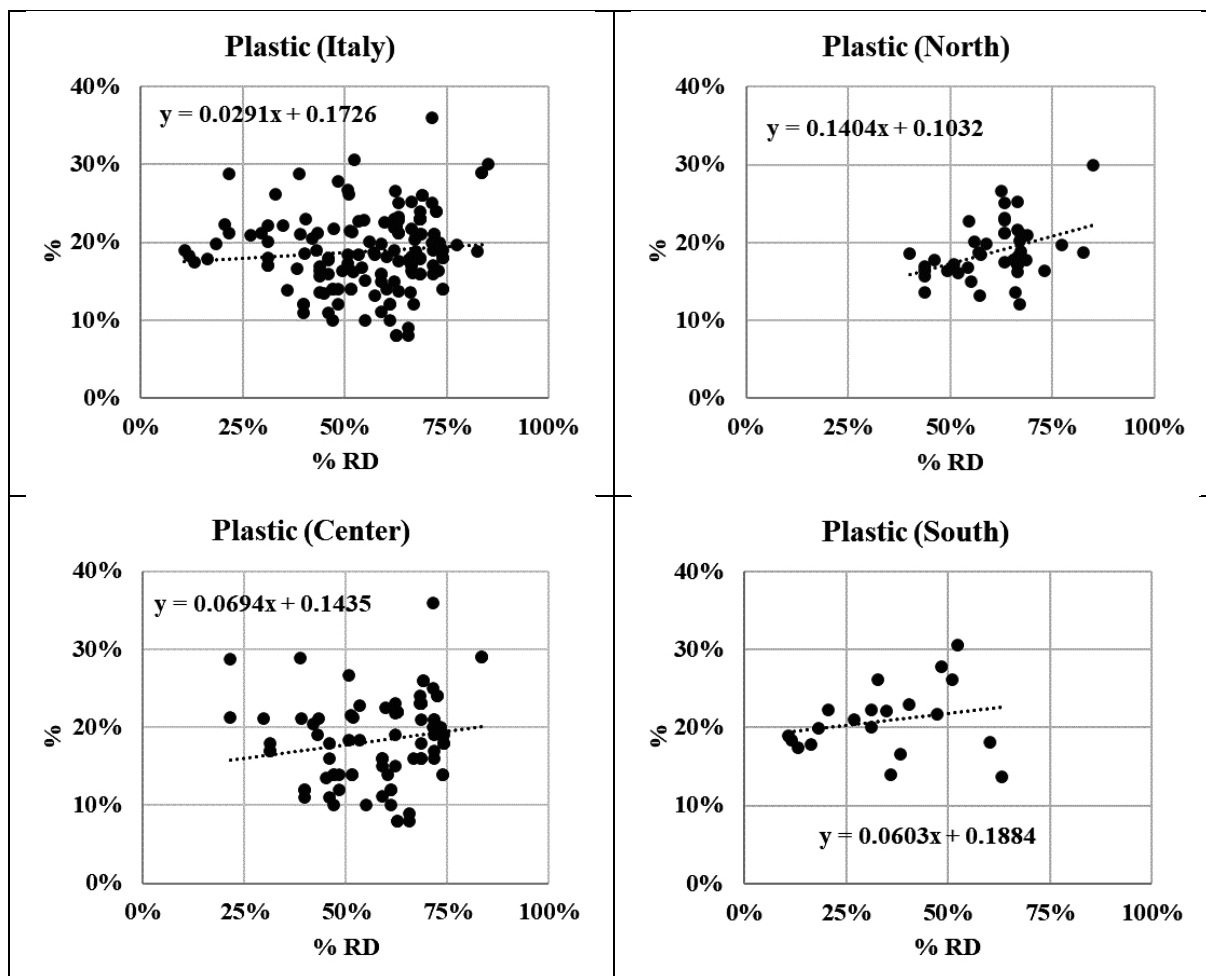 Plastic (Italy)
y = 0.0291x + 0.1726
40%
30%
20%
10%
0%
%
0% 25% 50% 75% 100%
% RD
Plastic (North)
y = 0.1404x + 0.1032
40%
30%
20%
10%
0%
%
0% 25% 50% 75% 100%
% RD
Plastic (Center)
y = 0.0694x + 0.1435
40%
30%
20%
10%
0%
%
0% 25% 50% 75% 100%
% RD
Plastic (South)
40%
30%
20%
10%
0%
%
y = 0.0603x + 0.1884
0% 25% 50% 75% 100%
% RD